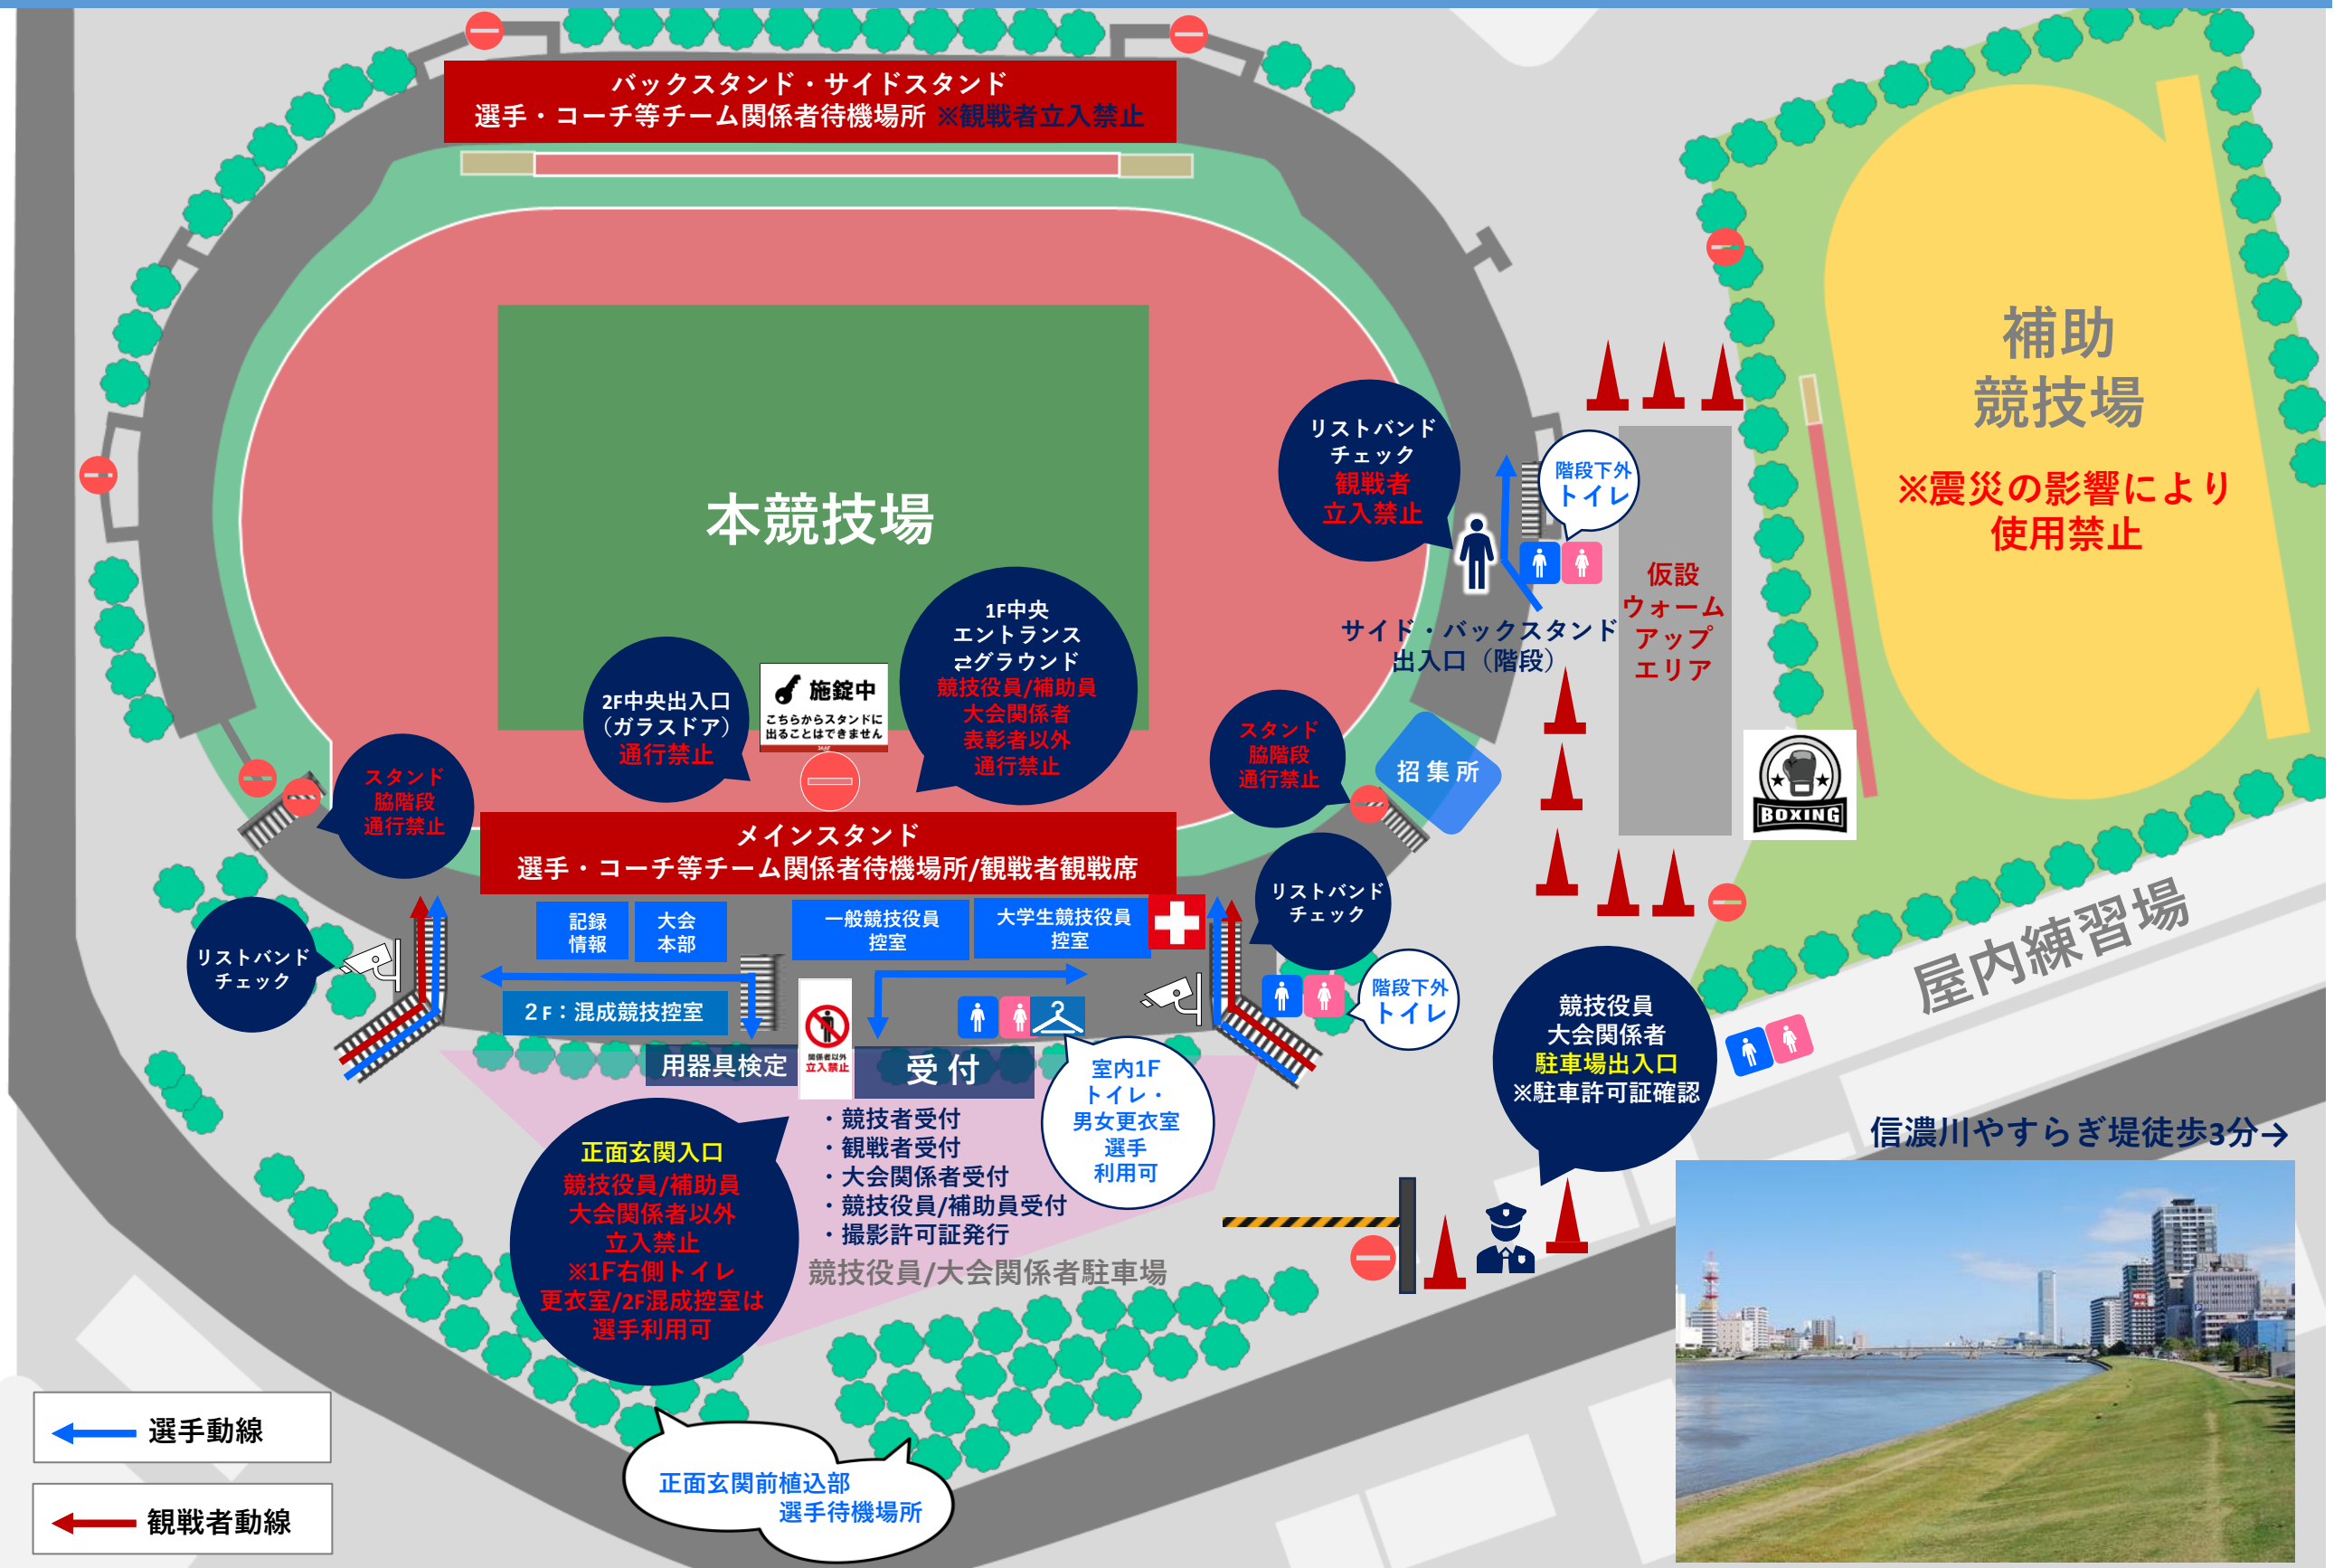 バックスタンド・サイドスタンド
選手・コーチ等チーム関係者待機場所 ※観戦者立入禁止
補助
競技場
※震災の影響により
使用禁止
リストバンド
チェック
観戦者
立入禁止
階段下外
トイレ
本競技場
仮設
ウォーム
アップ
エリア
サイド・バックスタンド
出入口（階段）
1F中央
エントランス
⇄グラウンド
競技役員/補助員
大会関係者
表彰者以外
通行禁止
2F中央出入口
（ガラスドア）
通行禁止
施錠中
こちらからスタンドに
出ることはできません
JAAF
スタンド
脇階段
通行禁止
招集所
スタンド
脇階段
通行禁止
BOXING
メインスタンド
選手・コーチ等チーム関係者待機場所/観戦者観戦席
リストバンド
チェック
記録
情報
大会
本部
一般競技役員
控室
大学生競技役員
控室
リストバンド
チェック
屋内練習場
２F：混成競技控室
階段下外
トイレ
競技役員
大会関係者
駐車場出入口
※駐車許可証確認
用器具検定
関係者以外
立入禁止
受付
室内1F
トイレ・
男女更衣室
選手
利用可
・競技者受付
・観戦者受付
・大会関係者受付
・競技役員/補助員受付
・撮影許可証発行
競技役員/大会関係者駐車場
正面玄関入口
競技役員/補助員
大会関係者以外
立入禁止
※1F右側トイレ
更衣室/2F混成控室は
選手利用可
信濃川やすらぎ堤徒歩3分→
選手動線
観戦者動線
正面玄関前植込部
選手待機場所